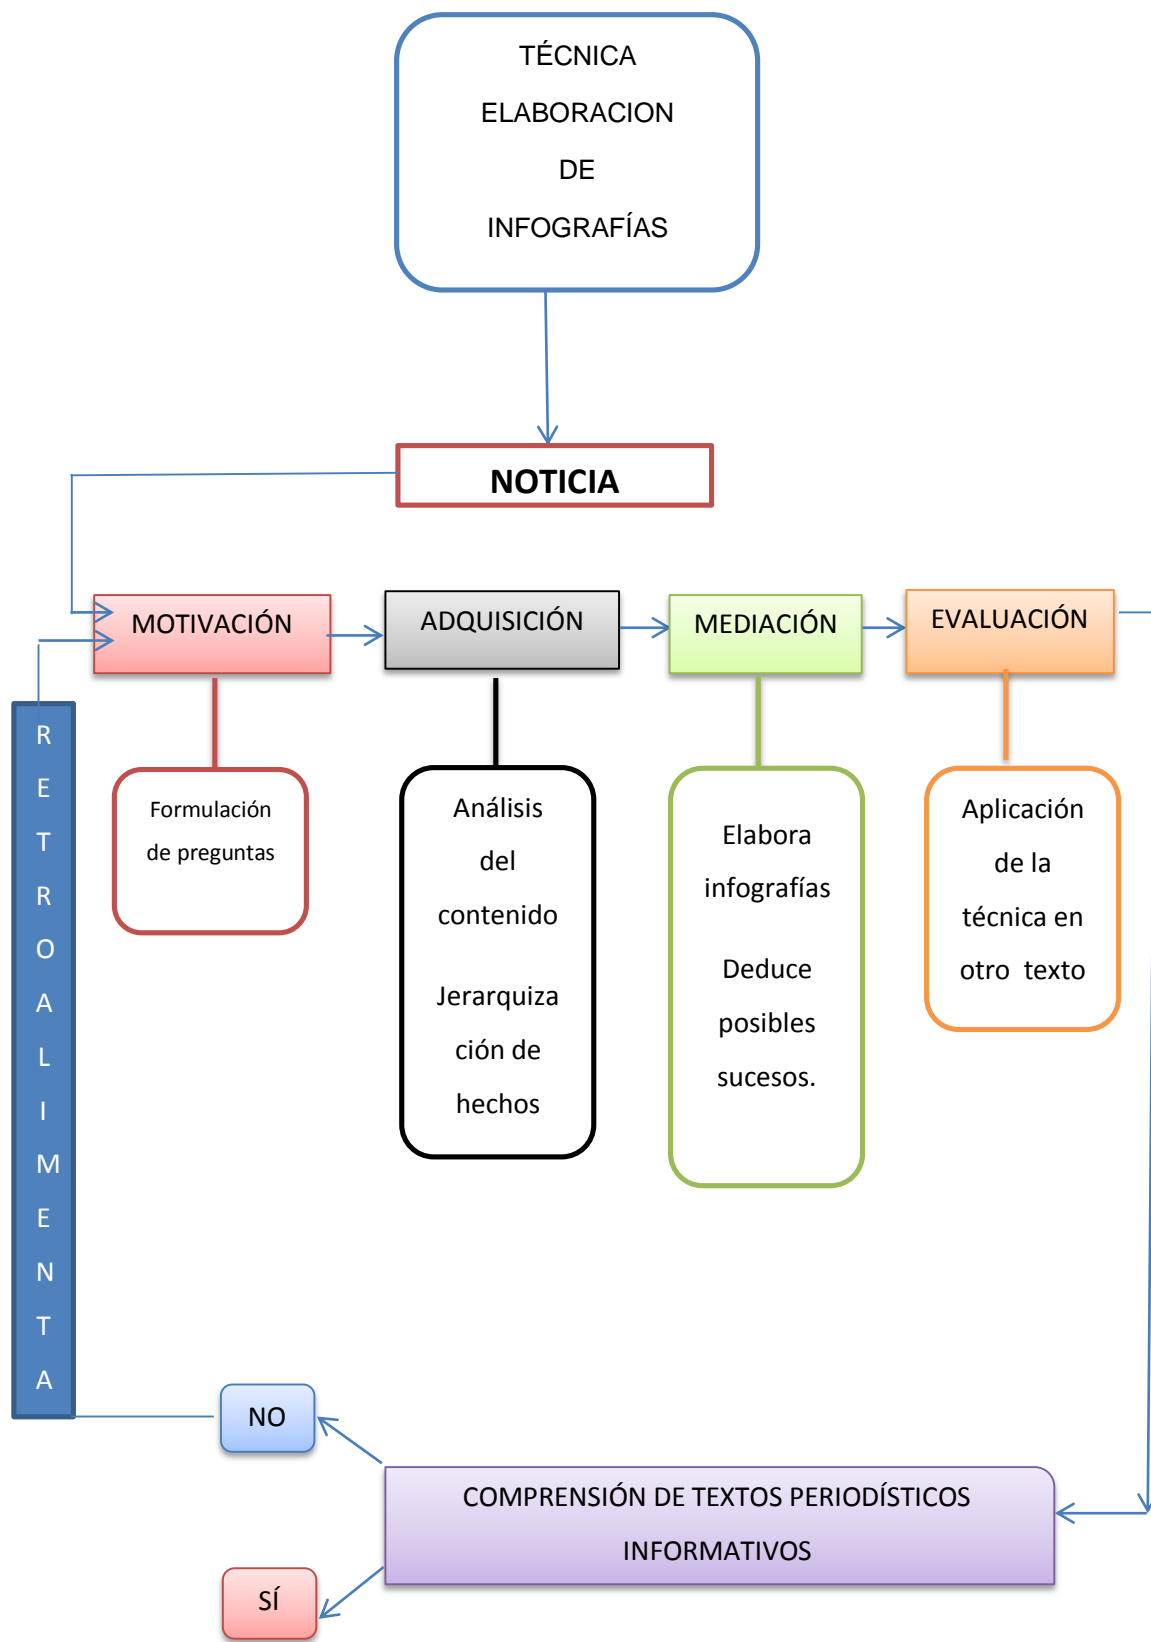 TÉCNICA
ELABORACION
DE
INFOGRAFÍAS
NOTICIA
MOTIVACIÓN
ADQUISICIÓN
MEDIACIÓN
EVALUACIÓN
Formulación
de preguntas
Análisis
del
contenido
Jerarquiza
ción de
hechos
Elabora
infografías
Deduce
posibles
sucesos.
Aplicación
de la
técnica en
otro texto
R
E
T
R
O
A
L
I
M
E
N
T
A
NO
COMPRENSIÓN DE TEXTOS PERIODÍSTICOS
INFORMATIVOS
SÍ